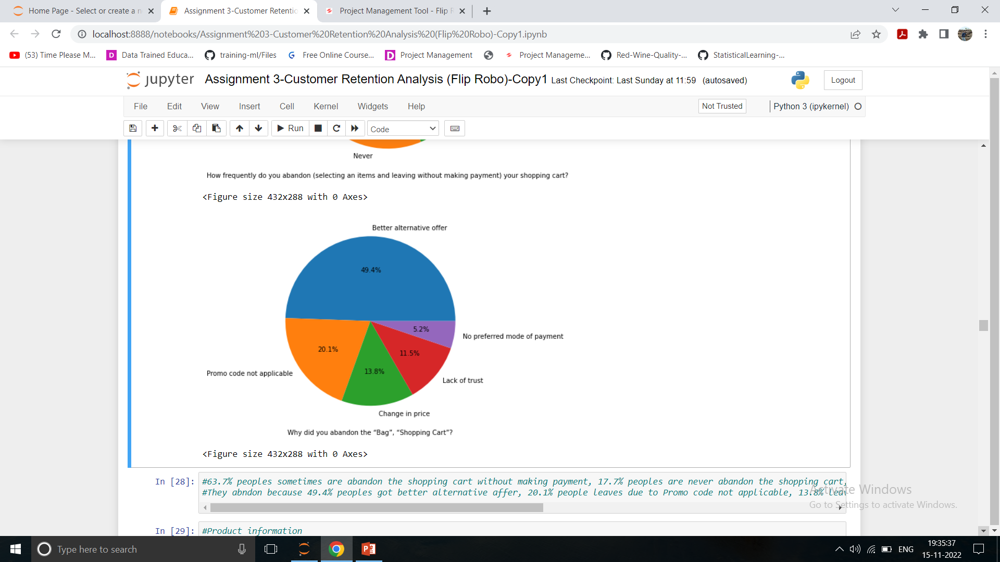 Home Page - Select or create a n
Assignment 3-Customer Retentio
Project Management Tool - Flip R
localhost:8888/notebooks/Assignment%203-Customer%20Retention%20Analysis%20(Flip%20Robo)-Copy1.ipynb
(53) Time Please M...
Data Trained Educa...
training-ml/Files
Free Online Course...
Project Management
Project Manageme...
Red-Wine-Quality-...
StatisticalLearning-...
jupyter Assignment 3-Customer Retention Analysis (Flip Robo)-Copy1 Last Checkpoint: Last Sunday at 11:59 (autosaved)
Logout
File Edit View Insert Cell Kernel Widgets Help
Not Trusted
Python 3 (ipykernel)
Run
Code
Never
How frequently do you abandon (selecting an items and leaving without making payment) your shopping cart?
<Figure size 432x288 with 0 Axes>
Better alternative offer
49.4%
5.2%
No preferred mode of payment
20.1%
11.5%
13.8%
Promo code not applicable
Lack of trust
Change in price
Why did you abandon the “Bag”, “Shopping Cart”?
<Figure size 432x288 with 0 Axes>
In [28]: #63.7% peoples sometimes are abandon the shopping cart without making payment, 17.7% peoples are never abandon the shopping cart,
#They abndon because 49.4% peoples got better alternative affer, 20.1% people leaves due to Promo code not applicable, 13.8% leav
Activate Windows
Go to Settings to activate Windows.
In [29]: #Product information
Type here to search
ENG
19:35:37
15-11-2022